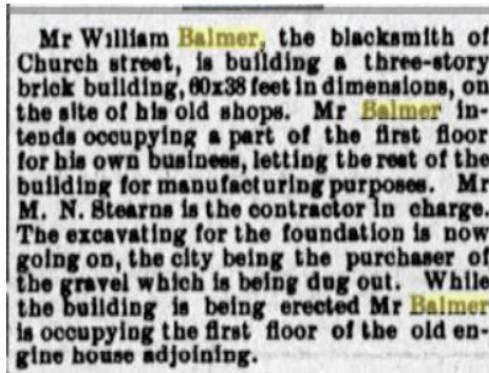 Mr William Balmer, the blacksmith of
Church street, is building a three-story
brick building, 60x38 feet in dimensions, on
the site of his old shops. Mr Balmer in-
tends occupying a part of the first floor
for his own business, letting the rest of the
building for manufacturing purposes. Mr
M. N. Stearns is the contractor in charge.
The excavating for the foundation is now
going on, the city being the purchaser of
the gravel which is being dug out. While
the building is being erected Mr Balmer
is occupying the first floor of the old en-
gine house adjoining.